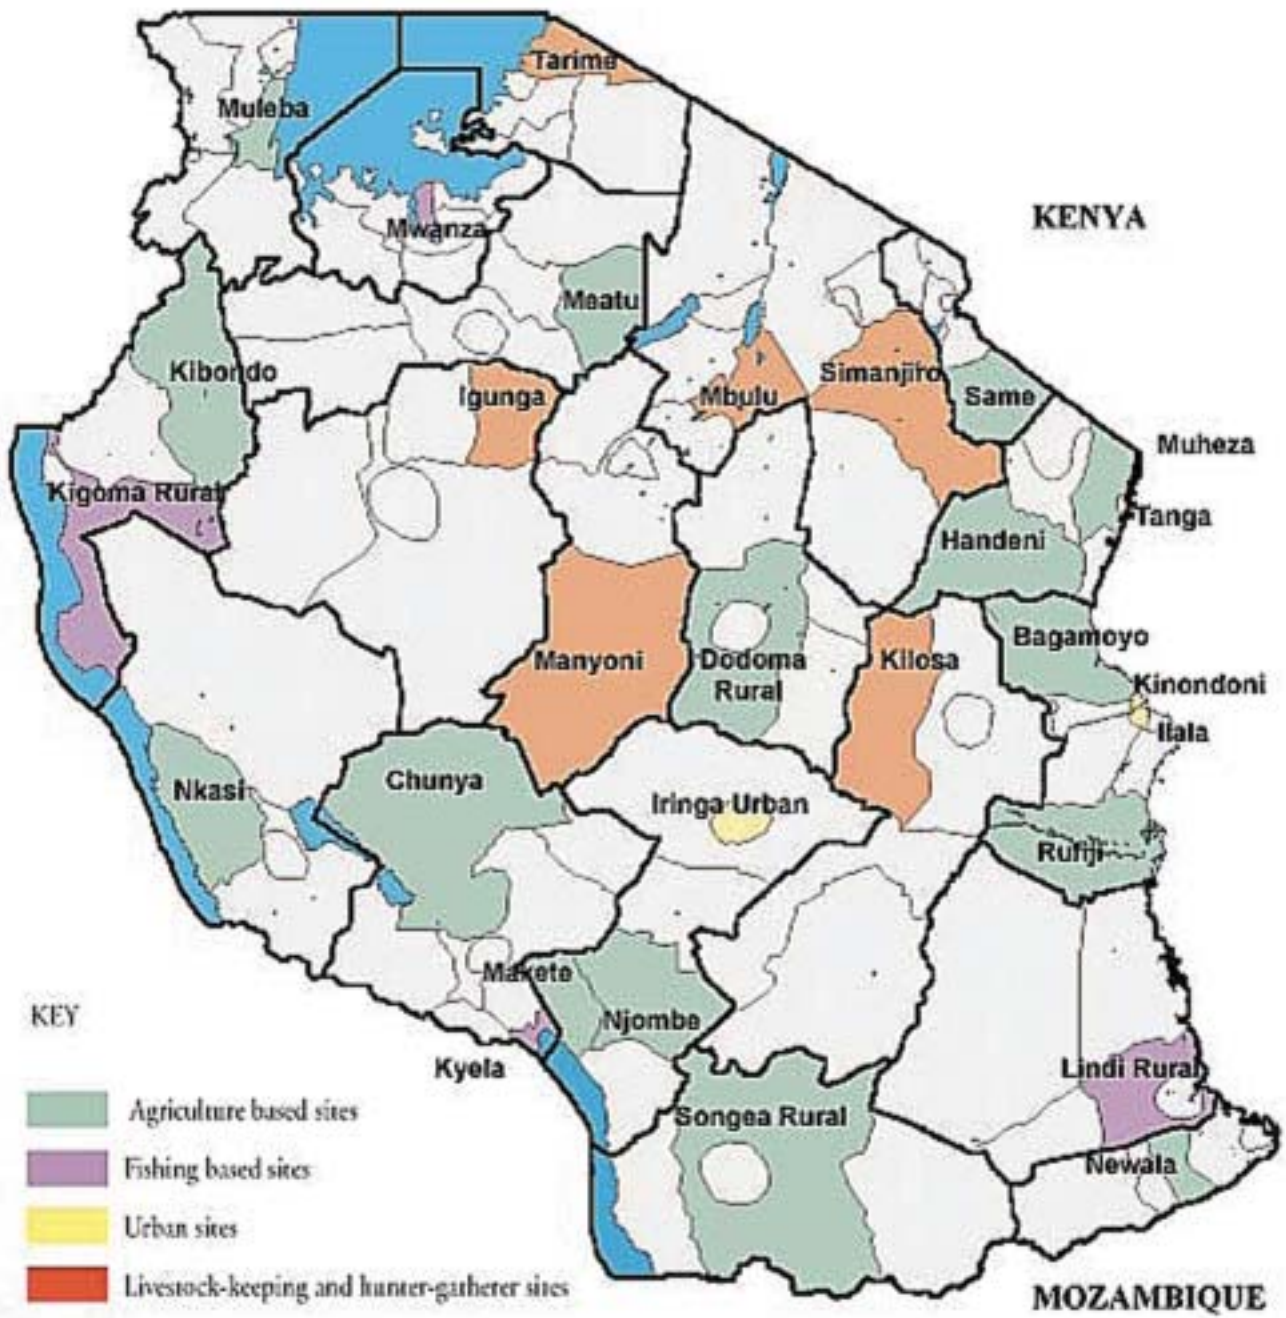 Tarime
Muleba
KENYA
Mwanza
Meatu
Kibondo
Igunga
Mbulu
Simanjiro
Same
Muheza
Kigoma Rural
Tanga
Handeni
Bagamoyo
Manyoni
Dodoma
Rural
Kilosa
Kinondoni
Ilala
Nkasi
Chunya
Iringa Urban
Rufiji
Makete
Njombe
KEY
Kyela
Lindi Rural
Agriculture based sites
Songea Rural
Fishing based sites
Newala
Urban sites
Livestock-keeping and hunter-gatherer sites
MOZAMBIQUE